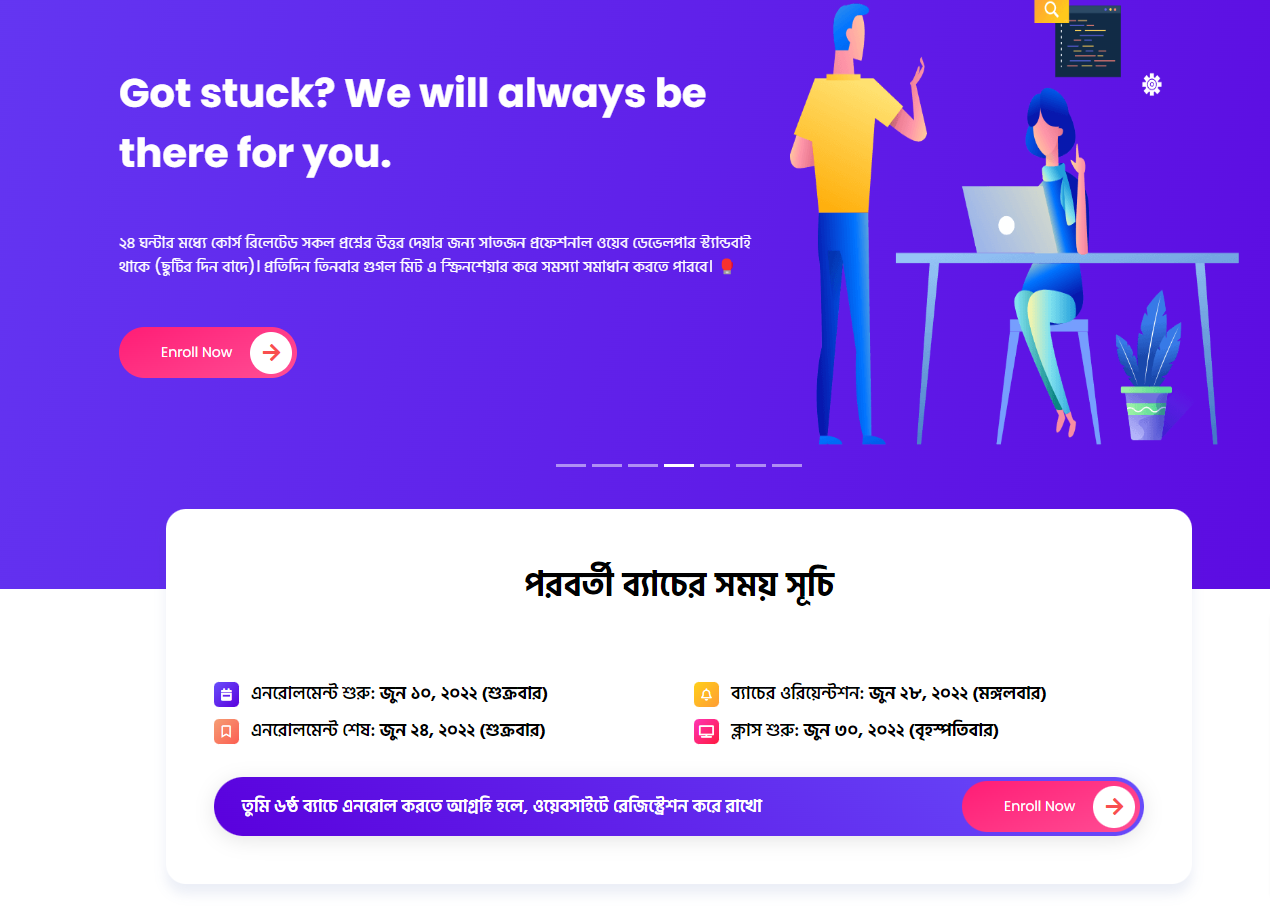 Got stuck? We will always be
there for you.
২৪ ঘন্টার মধ্যে কোর্স রিলেটেড সকল প্রশ্নের উত্তর দেয়ার জন্য সাতজন প্রফেশনাল ওয়েব ডেভেলপার স্ট্যান্ডবাই
থাকে (ছুটির দিন বাদে)। প্রতিদিন তিনবার গুগল মিট এ স্ক্রিনশেয়ার করে সমস্যা সমাধান করতে পারবে।
Enroll Now
পরবর্তী ব্যাচের সময় সূচি
এনরোলমেন্ট শুরু: জুন ১০, ২০২২ (শুক্রবার)
ব্যাচের ওরিয়েন্টশন: জুন ২৮, ২০২২ (মঙ্গলবার)
এনরোলমেন্ট শেষ: জুন ২৪, ২০২২ (শুক্রবার)
ক্লাস শুরু: জুন ৩০, ২০২২ (বৃহস্পতিবার)
তুমি ৬ষ্ঠ ব্যাচে এনরোল করতে আগ্রহি হলে, ওয়েবসাইটে রেজিস্ট্রেশন করে রাখো
Enroll Now